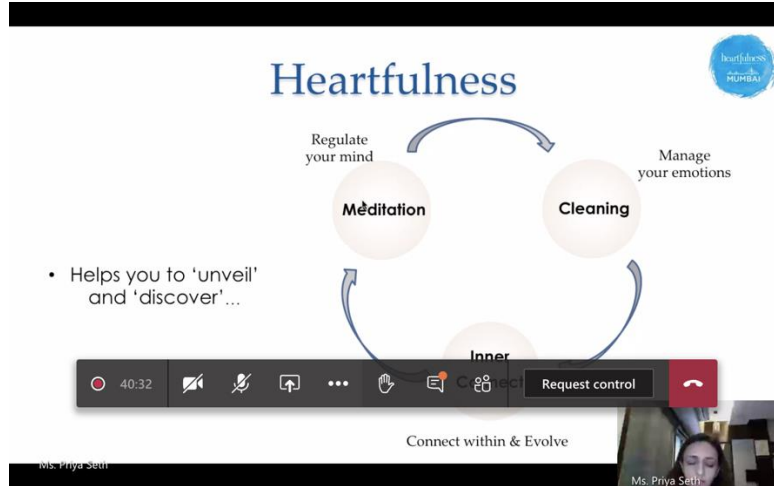 Heartfulness
heartfulness
MUMBAI
Regulate
your mind
Manage
your emotions
Meditation
Cleaning
• Helps you to ‘unveil’
and ‘discover’...
Inner
Connect
40:32
Request control
Connect within & Evolve
Ms. Priya Seth
Ms. Priya Seth